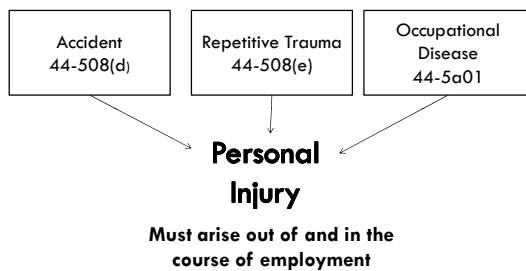 Accident
44-508(d)
Repetitive Trauma
44-508(e)
Occupational
Disease
44-5a01
Personal
Injury
Must arise out of and in the
course of employment